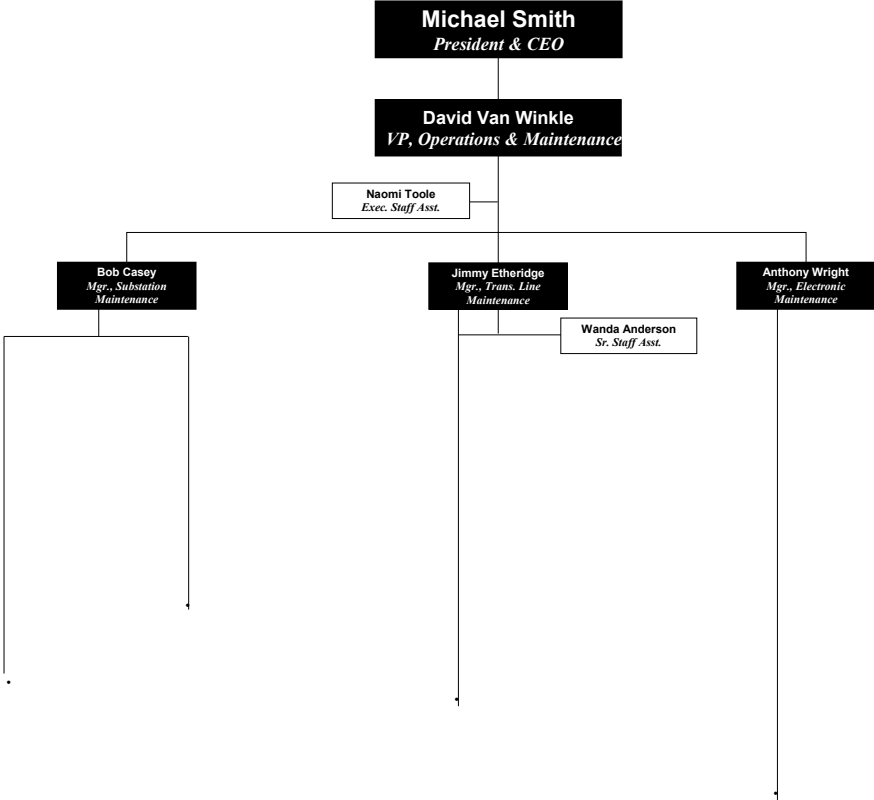 Michael Smith
President & CEO
David Van Winkle
VP, Operations & Maintenance
Naomi Toole
Exec. Staff Asst.
Bob Casey
Mgr., Substation
Maintenance
Jimmy Etheridge
Mgr., Trans. Line
Maintenance
Anthony Wright
Mgr., Electronic
Maintenance
Wanda Anderson
Sr. Staff Asst.